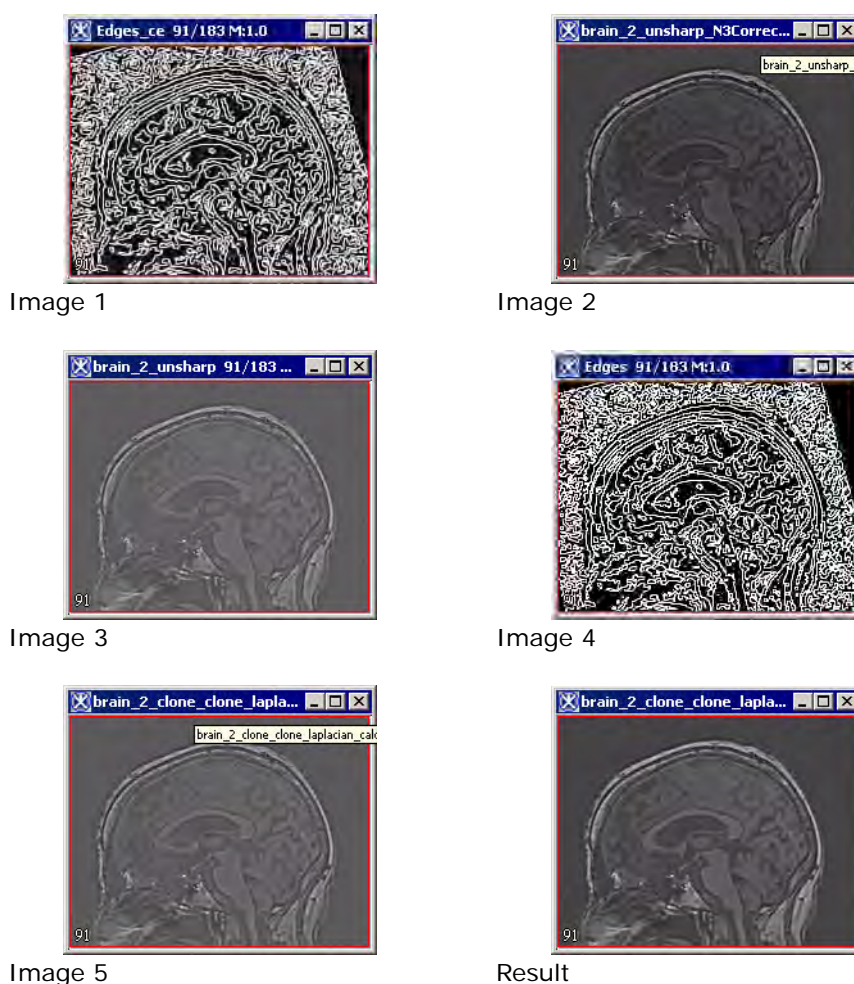 Edges_ce 91/183 M:1.0
brain_2_unsharp_N3Correc...
brain_2_unsharp_
91
91
Image 1
Image 2
brain_2_unsharp 91/183 ...
Edges 91/183 M:1.0
91
Image 3
Image 4
brain_2_clone_clone_lapla...
brain_2_clone_clone_lapla...
brain_2_clone_clone_laplacian_calc
91
91
Image 5
Result